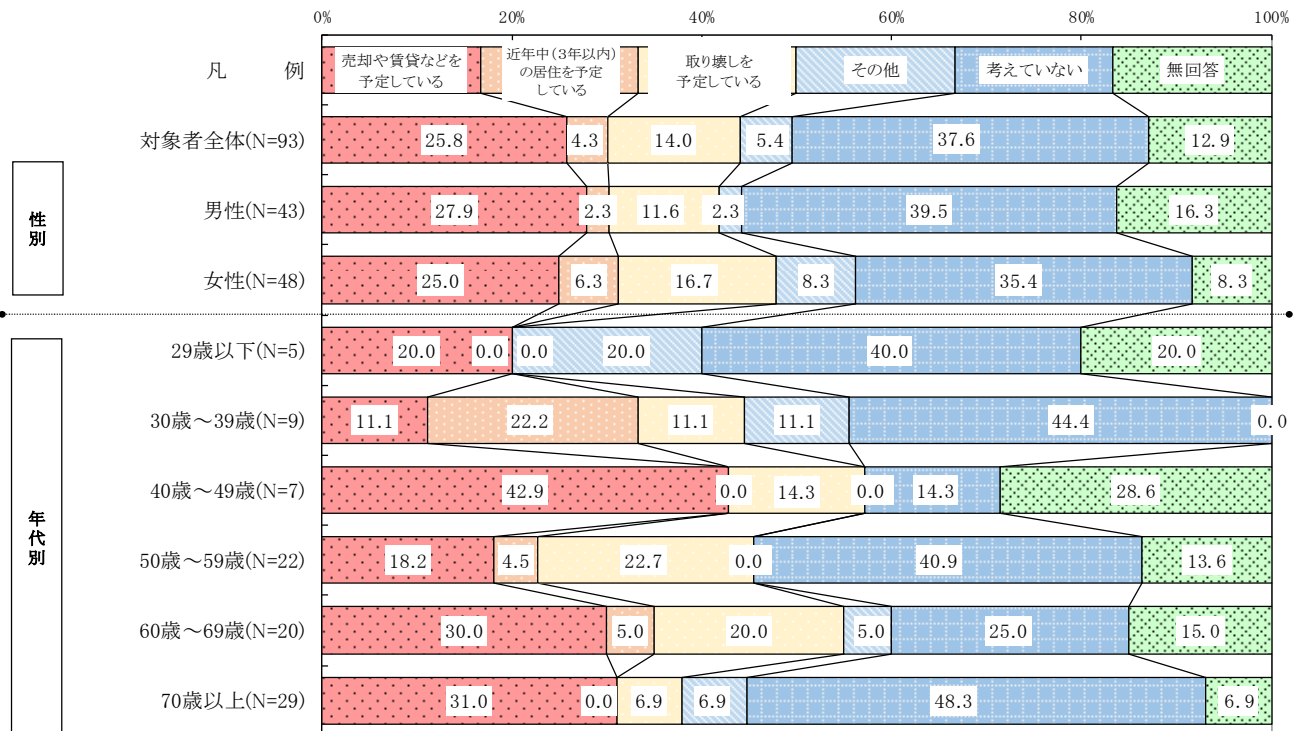 0% 20% 40% 60% 80% 100%
凡 例
売却や賃貸などを
予定している
近年中(3年以内)
の居住を予定
している
取り壊しを
予定している
その他
考えていない
無回答
対象者全体(N=93) 25.8 4.3 14.0 5.4 37.6 12.9
性別
男性(N=43) 27.9 2.3 11.6 2.3 39.5 16.3
女性(N=48) 25.0 6.3 16.7 8.3 35.4 8.3
年代別
29歳以下(N=5) 20.0 0.0 0.0 20.0 40.0 20.0
30歳～39歳(N=9) 11.1 22.2 11.1 11.1 44.4 0.0
40歳～49歳(N=7) 42.9 0.0 14.3 0.0 14.3 28.6
50歳～59歳(N=22) 18.2 4.5 22.7 0.0 40.9 13.6
60歳～69歳(N=20) 30.0 5.0 20.0 5.0 25.0 15.0
70歳以上(N=29) 31.0 0.0 6.9 6.9 48.3 6.9